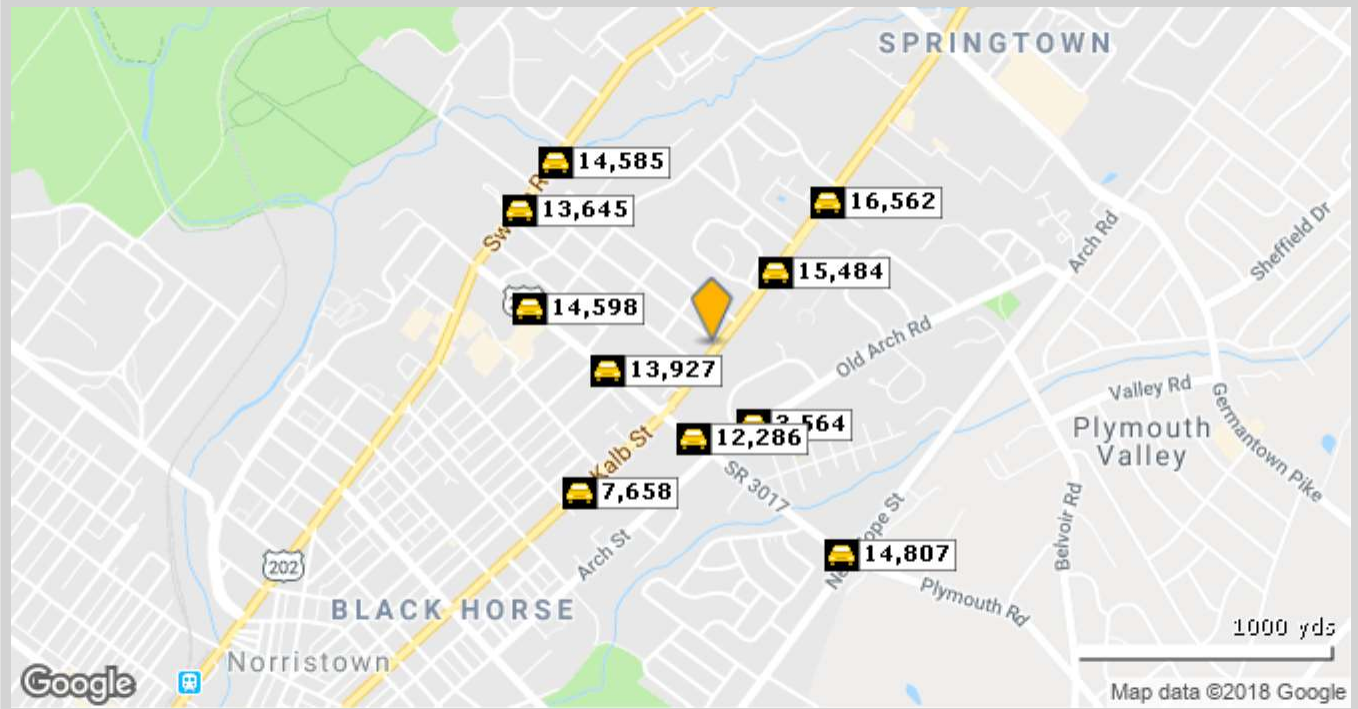 SPRINGTOWN
14,585
13,645
16,562
Arch Rd
Sheffield Dr
15,484
14,598
Old Arch Rd
13,927
Valley Rd
Germantown Pike
12,286
Plymouth
Valley
Kalb St
SR 3017
7,658
Belvoir Rd
Arch St
14,807
202
Plymouth Rd
BLACK HORSE
1000 yds
Norristown
Google
Map data ©2018 Google